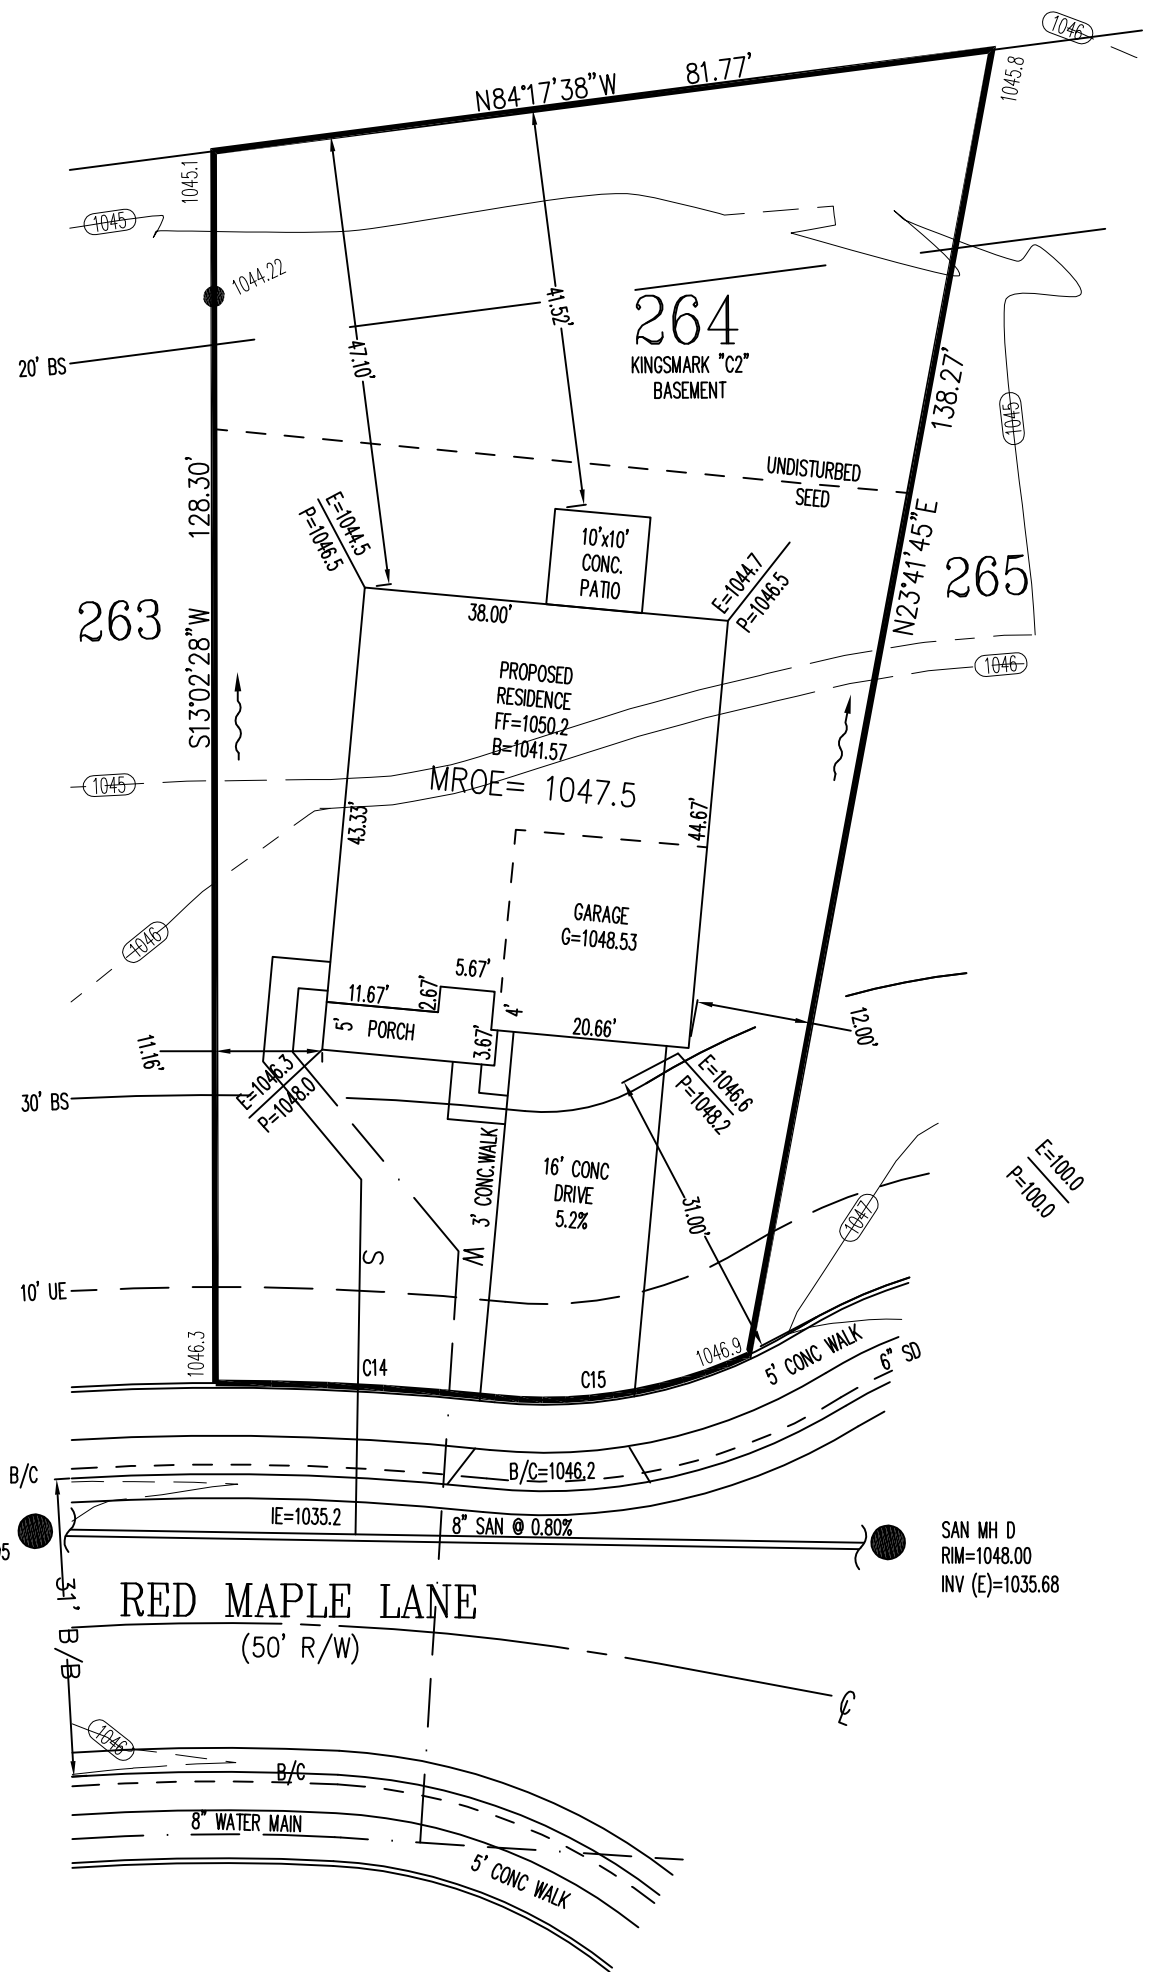 1046
81.77'
N84°17'38"W
1045.8
1045.1
1045
1044.22
264
KINGSMARK "C2"
BASEMENT
41.52'
47.10'
20' BS
138.27'
1045
UNDISTURBED
SEED
128.30'
E=1044.5
P=1046.5
10'x10'
CONC.
PATIO
E=1044.7
P=1046.5
N23°41'45"E
265
263
38.00'
S13°02'28"W
1046
PROPOSED
RESIDENCE
FF=1050.2
B=1041.57
MROE= 1047.5
1045
43.33'
44.67'
GARAGE
G=1048.53
1046
5.67'
11.67'
2.67'
4'
5' PORCH
3.67'
20.66'
12.00'
11.16'
E=1046.3
P=1048.0
E=1046.6
P=1048.2
30' BS
3' CONC.WALK
16' CONC
DRIVE
5.2%
31.00'
E=100.0
P=100.0
1047
S
W
10' UE
1046.3
1046.9
C14
C15
5' CONC WALK
6" SD
B/C
B/C=1046.2
IE=1035.2
8" SAN @ 0.80%
SAN MH D
RIM=1048.00
INV (E)=1035.68
95
31' B/B
RED MAPLE LANE
(50' R/W)
℄
1046
B/C
8" WATER MAIN
5' CONC WALK